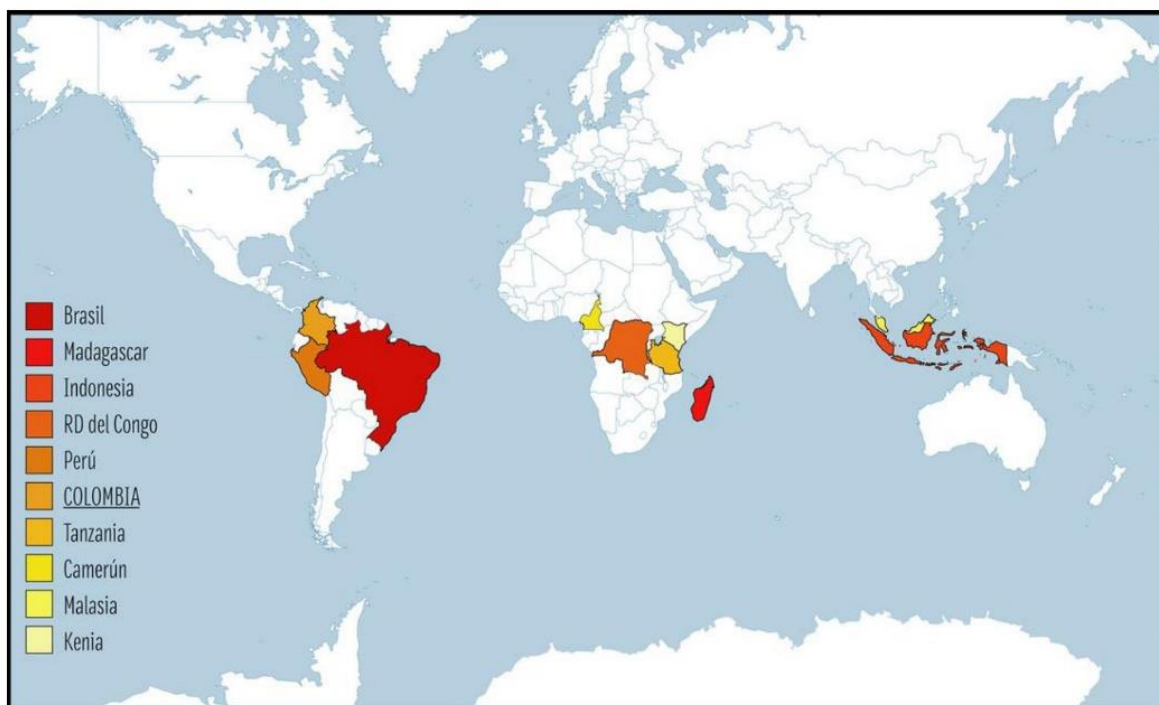 Brasil
Madagascar
Indonesia
RD del Congo
Perú
COLOMBIA
Tanzania
Camerún
Malasia
Kenia